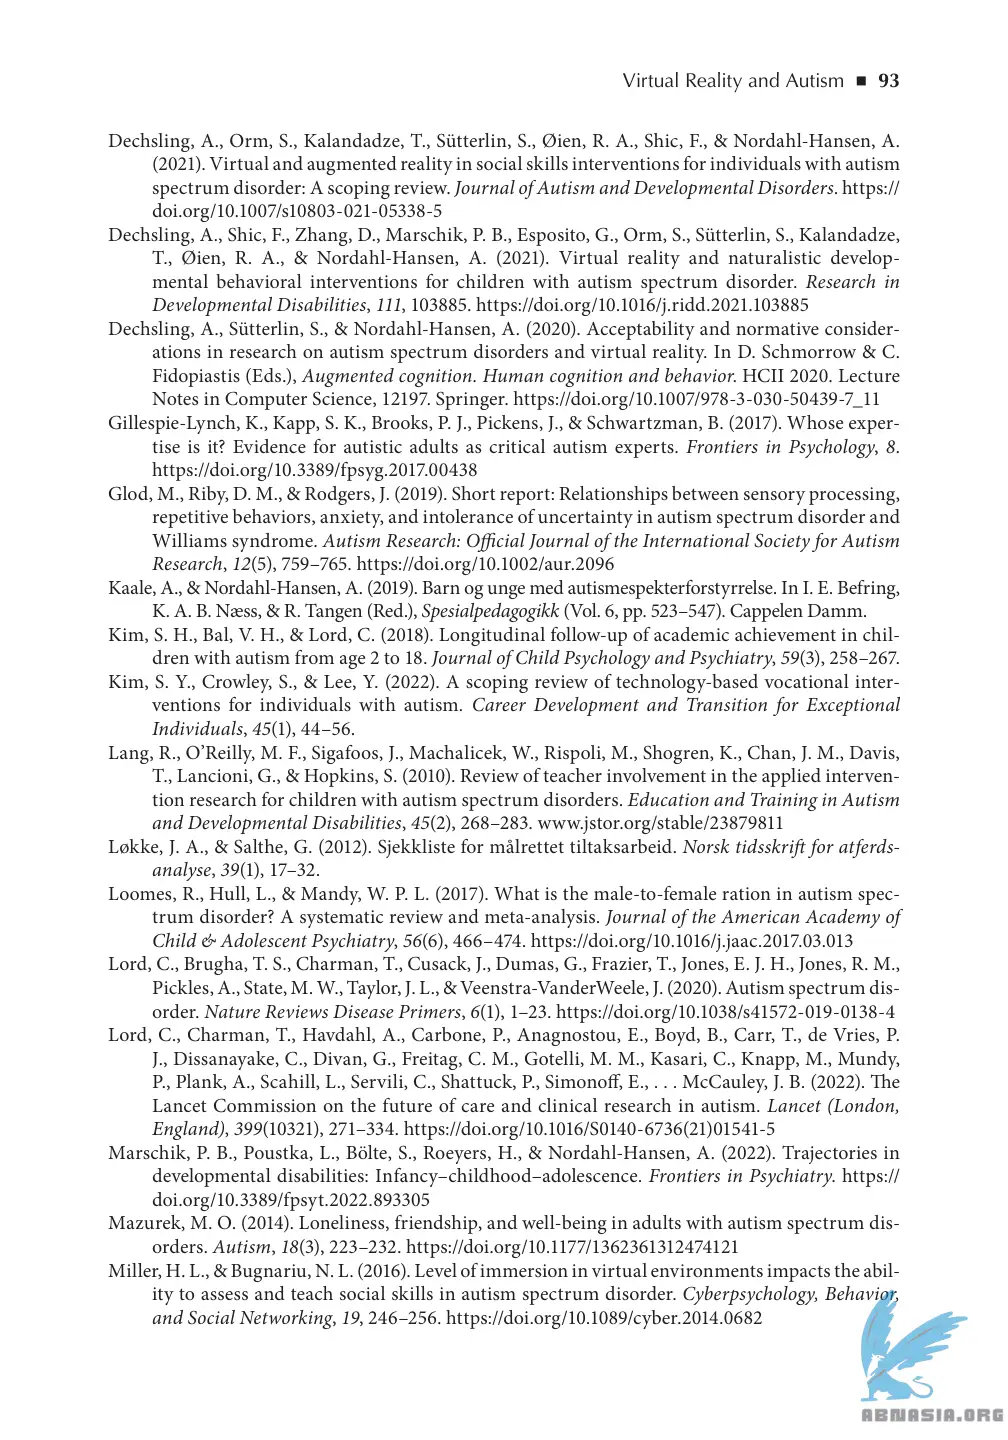 Virtual Reality and Autism ■ 93
Dechsling, A., Orm, S., Kalandadze, T., Sütterlin, S., Øien, R. A., Shic, F., & Nordahl-Hansen, A.
(2021). Virtual and augmented reality in social skills interventions for individuals with autism
spectrum disorder: A scoping review. Journal of Autism and Developmental Disorders. https://
doi.org/10.1007/s10803-021-05338-5
Dechsling, A., Shic, F., Zhang, D., Marschik, P. B., Esposito, G., Orm, S., Sütterlin, S., Kalandadze,
T., Øien, R. A., & Nordahl-Hansen, A. (2021). Virtual reality and naturalistic develop-
mental behavioral interventions for children with autism spectrum disorder. Research in
Developmental Disabilities, 111, 103885. https://doi.org/10.1016/j.ridd.2021.103885
Dechsling, A., Sütterlin, S., & Nordahl-Hansen, A. (2020). Acceptability and normative consider-
ations in research on autism spectrum disorders and virtual reality. In D. Schmorrow & C.
Fidopiastis (Eds.), Augmented cognition. Human cognition and behavior. HCII 2020. Lecture
Notes in Computer Science, 12197. Springer. https://doi.org/10.1007/978-3-030-50439-7_11
Gillespie-Lynch, K., Kapp, S. K., Brooks, P. J., Pickens, J., & Schwartzman, B. (2017). Whose exper-
tise is it? Evidence for autistic adults as critical autism experts. Frontiers in Psychology, 8.
https://doi.org/10.3389/fpsyg.2017.00438
Glod, M., Riby, D. M., & Rodgers, J. (2019). Short report: Relationships between sensory processing,
repetitive behaviors, anxiety, and intolerance of uncertainty in autism spectrum disorder and
Williams syndrome. Autism Research: Official Journal of the International Society for Autism
Research, 12(5), 759–765. https://doi.org/10.1002/aur.2096
Kaale, A., & Nordahl-Hansen, A. (2019). Barn og unge med autismespekterforstyrrelse. In I. E. Befring,
K. A. B. Næss, & R. Tangen (Red.), Spesialpedagogikk (Vol. 6, pp. 523–547). Cappelen Damm.
Kim, S. H., Bal, V. H., & Lord, C. (2018). Longitudinal follow-up of academic achievement in chil-
dren with autism from age 2 to 18. Journal of Child Psychology and Psychiatry, 59(3), 258–267.
Kim, S. Y., Crowley, S., & Lee, Y. (2022). A scoping review of technology-based vocational inter-
ventions for individuals with autism. Career Development and Transition for Exceptional
Individuals, 45(1), 44–56.
Lang, R., O’Reilly, M. F., Sigafoos, J., Machalicek, W., Rispoli, M., Shogren, K., Chan, J. M., Davis,
T., Lancioni, G., & Hopkins, S. (2010). Review of teacher involvement in the applied interven-
tion research for children with autism spectrum disorders. Education and Training in Autism
and Developmental Disabilities, 45(2), 268–283. www.jstor.org/stable/23879811
Løkke, J. A., & Salthe, G. (2012). Sjekkliste for målrettet tiltaksarbeid. Norsk tidsskrift for atferds-
analyse, 39(1), 17–32.
Loomes, R., Hull, L., & Mandy, W. P. L. (2017). What is the male-to-female ration in autism spec-
trum disorder? A systematic review and meta-analysis. Journal of the American Academy of
Child & Adolescent Psychiatry, 56(6), 466–474. https://doi.org/10.1016/j.jaac.2017.03.013
Lord, C., Brugha, T. S., Charman, T., Cusack, J., Dumas, G., Frazier, T., Jones, E. J. H., Jones, R. M.,
Pickles, A., State, M. W., Taylor, J. L., & Veenstra-VanderWeele, J. (2020). Autism spectrum dis-
order. Nature Reviews Disease Primers, 6(1), 1–23. https://doi.org/10.1038/s41572-019-0138-4
Lord, C., Charman, T., Havdahl, A., Carbone, P., Anagnostou, E., Boyd, B., Carr, T., de Vries, P.
J., Dissanayake, C., Divan, G., Freitag, C. M., Gotelli, M. M., Kasari, C., Knapp, M., Mundy,
P., Plank, A., Scahill, L., Servili, C., Shattuck, P., Simonoff, E., . . . McCauley, J. B. (2022). The
Lancet Commission on the future of care and clinical research in autism. Lancet (London,
England), 399(10321), 271–334. https://doi.org/10.1016/S0140-6736(21)01541-5
Marschik, P. B., Poustka, L., Bölte, S., Roeyers, H., & Nordahl-Hansen, A. (2022). Trajectories in
developmental disabilities: Infancy–childhood–adolescence. Frontiers in Psychiatry. https://
doi.org/10.3389/fpsyt.2022.893305
Mazurek, M. O. (2014). Loneliness, friendship, and well-being in adults with autism spectrum dis-
orders. Autism, 18(3), 223–232. https://doi.org/10.1177/1362361312474121
Miller, H. L., & Bugnariu, N. L. (2016). Level of immersion in virtual environments impacts the abil-
ity to assess and teach social skills in autism spectrum disorder. Cyberpsychology, Behavior,
and Social Networking, 19, 246–256. https://doi.org/10.1089/cyber.2014.0682
ABNASIA.ORG